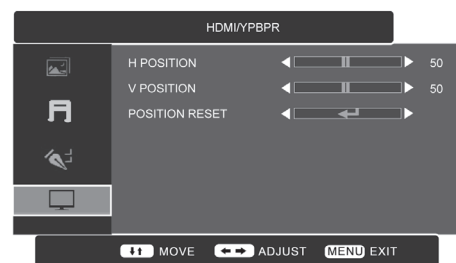 HDMI/YPBPR
H POSITION 50
V POSITION 50
POSITION RESET
MOVE ADJUST MENU EXIT